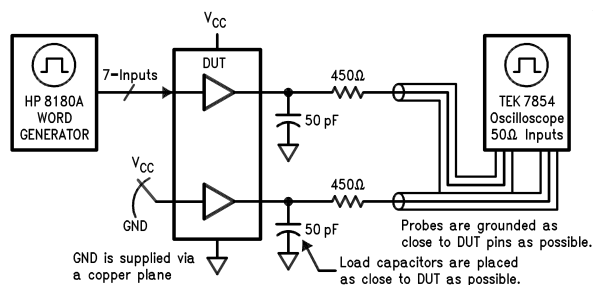 VCC
DUT
7-Inputs
HP 8180A
WORD
GENERATOR
450Ω
50 pF
TEK 7854
Oscilloscope
50Ω Inputs
VCC
GND
450Ω
50 pF
Probes are grounded as
close to DUT pins as possible.
GND is supplied via
a copper plane
Load capacitors are placed
as close to DUT as possible.